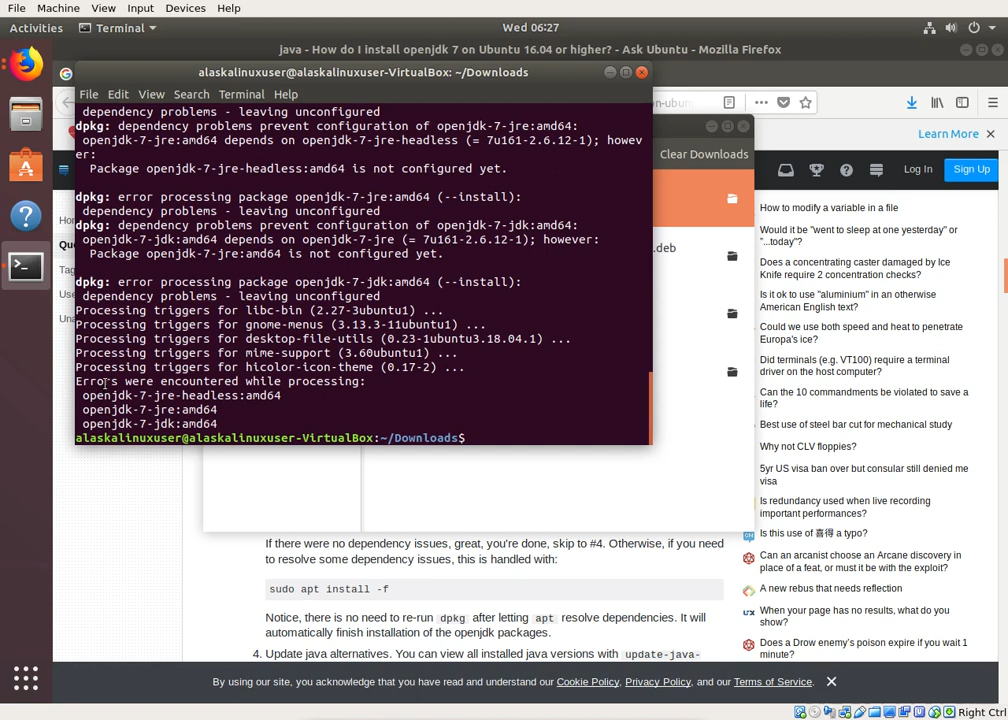 File Machine View Input Devices Help
Activities Terminal Wed 06:27
java - How do I install openjdk 7 on Ubuntu 16.04 or higher? - Ask Ubuntu - Mozilla Firefox
alaskalinuxuser@alaskalinuxuser-VirtualBox: ~/Downloads
File Edit View Search Terminal Help
dependency problems - leaving unconfigured
dpkg: dependency problems prevent configuration of openjdk-7-jre:amd64:
openjdk-7-jre:amd64 depends on openjdk-7-jre-headless (= 7u161-2.6.12-1); howev
er:
Package openjdk-7-jre-headless:amd64 is not configured yet.
dpkg: error processing package openjdk-7-jre:amd64 (--install):
dependency problems - leaving unconfigured
dpkg: dependency problems prevent configuration of openjdk-7-jdk:amd64:
openjdk-7-jdk:amd64 depends on openjdk-7-jre (= 7u161-2.6.12-1); however:
Package openjdk-7-jre:amd64 is not configured yet.
dpkg: error processing package openjdk-7-jdk:amd64 (--install):
dependency problems - leaving unconfigured
Processing triggers for libc-bin (2.27-3ubuntu1) ...
Processing triggers for gnome-menus (3.13.3-11ubuntu1) ...
Processing triggers for desktop-file-utils (0.23-1ubuntu3.18.04.1) ...
Processing triggers for mime-support (3.60ubuntu1) ...
Processing triggers for hicolor-icon-theme (0.17-2) ...
Errors were encountered while processing:
openjdk-7-jre-headless:amd64
openjdk-7-jre:amd64
openjdk-7-jdk:amd64
alaskalinuxuser@alaskalinuxuser-VirtualBox:~/Downloads$
Learn More
Clear Downloads
.deb
Log In Sign Up
How to modify a variable in a file
Would it be "went to sleep at one yesterday" or
"...today"?
Does a concentrating caster damaged by Ice
Knife require 2 concentration checks?
Is it ok to use "aluminium" in an otherwise
American English text?
Could we use both speed and heat to penetrate
Europa's ice?
Did terminals (e.g. VT100) require a terminal
driver on the host computer?
Can the 10 commandments be violated to save a
life?
Best use of steel bar cut for mechanical study
Why not CLV floppies?
5yr US visa ban over but consular still denied me
visa
Is redundancy used when live recording
important performances?
Is this use of 喜得 a typo?
Can an arcanist choose an Arcane discovery in
place of a feat, or must it be with the exploit?
A new rebus that needs reflection
When your page has no results, what do you
show?
Does a Drow enemy's poison expire if you wait 1
minute?
If there were no dependency issues, great, you're done, skip to #4. Otherwise, if you need
to resolve some dependency issues, this is handled with:
sudo apt install -f
Notice, there is no need to re-run dpkg after letting apt resolve dependencies. It will
automatically finish installation of the openjdk packages.
4. Update java alternatives. You can view all installed java versions with update-java-
By using our site, you acknowledge that you have read and understand our Cookie Policy, Privacy Policy, and our Terms of Service.
Right Ctrl